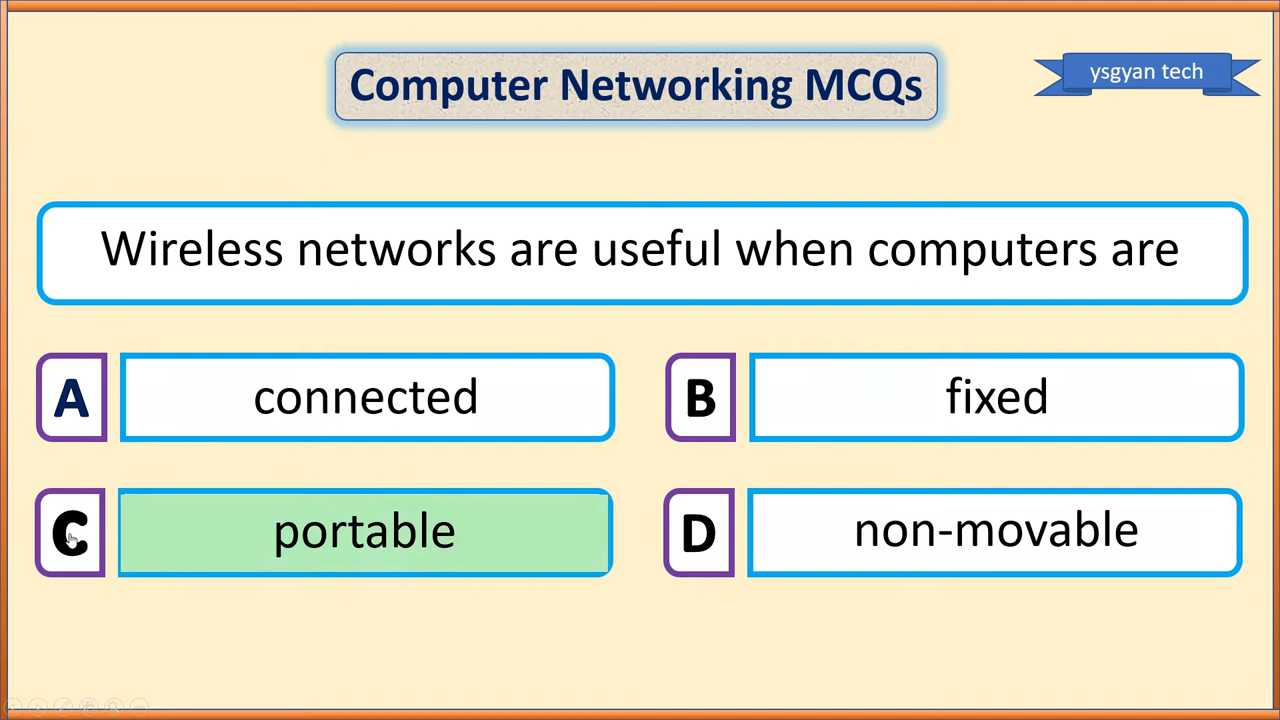 Computer Networking MCQs
ysgyan tech
Wireless networks are useful when computers are
A
connected
B
fixed
C
portable
D
non-movable